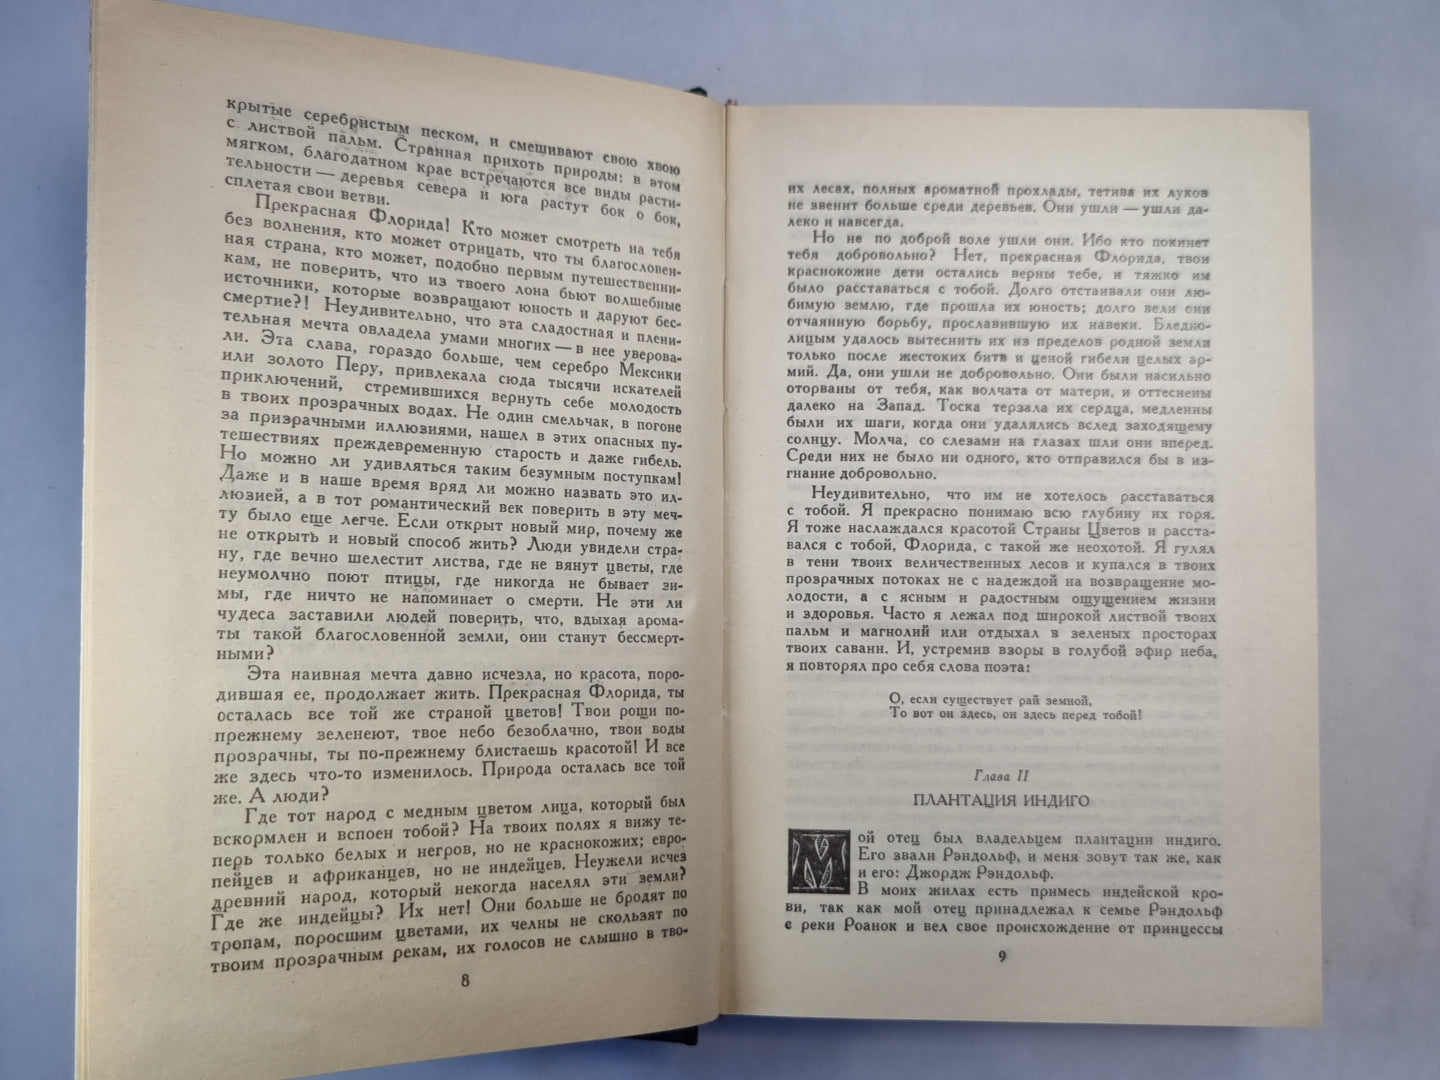 крытые серебристым песком, и смешивают свою хвою
с листвой пальм. Странная прихоть природы: в этом
мягком, благодатном крае встречаются все виды расти-
тельности — деревья севера и юга растут бок о бок,
сплетая свои ветви.
Прекрасная Флорида! Кто может смотреть на тебя
без волнения, кто может отрицать, что ты благословен-
ная страна, кто может, подобно первым путешественни-
кам, не поверить, что из твоего лона бьют волшебные
источники, которые возвращают юность и даруют бес-
смертие?! Неудивительно, что эта сладостная и плени-
тельная мечта овладела умами многих — в нее уверова-
ли. Эта слава, гораздо больше, чем серебро Мексики
или золото Перу, привлекала сюда тысячи искателей
приключений, стремившихся вернуть себе молодость
в твоих прозрачных водах. Не один смельчак, в погоне
за призрачными иллюзиями, нашел в этих опасных пу-
тешествиях преждевременную старость и даже гибель.
Но можно ли удивляться таким безумным поступкам!
Даже и в наше время вряд ли можно назвать это ил-
люзией, а в тот романтический век поверить в эту меч-
ту было еще легче. Если открыт новый мир, почему же
не открыть и новый способ жить? Люди увидели стра-
ну, где вечно шелестит листва, где не вянут цветы, где
неумолчно поют птицы, где никогда не бывает зи-
мы, где ничто не напоминает о смерти. Не эти ли
чудеса заставили людей поверить, что, вдыхая арома-
ты такой благословенной земли, они станут бессмерт-
ными?
Эта наивная мечта давно исчезла, но красота, поро-
дившая ее, продолжает жить. Прекрасная Флорида, ты
осталась все той же страной цветов! Твои рощи по-
прежнему зеленеют, твое небо безоблачно, твои воды
прозрачны, ты по-прежнему блистаешь красотой! И все
же здесь что-то изменилось. Природа осталась все той
же. А люди?
Где тот народ с медным цветом лица, который был
вскормлен и вспоен тобой? На твоих полях я вижу те-
перь только белых и негров, но не краснокожих; евро-
пейцев и африканцев, но не индейцев. Неужели исчез
древний народ, который некогда населял эти земли?
Где же индейцы? Их нет! Они больше не бродят по
тропам, поросшим цветами, их челны не скользят по
твоим прозрачным рекам, их голосов не слышно в тво-
8
их лесах, полных ароматной прохлады, тетива их луков
не звенит больше среди деревьев. Они ушли — ушли да-
леко и навсегда.
Но не по доброй воле ушли они. Ибо кто покинет
тебя добровольно? Нет, прекрасная Флорида, твои
краснокожие дети остались верны тебе, и тяжко им
было расставаться с тобой. Долго отстаивали они лю-
бимую землю, где прошла их юность; долго вели они
отчаянную борьбу, прославившую их навеки. Бледно-
лицым удалось вытеснить их из пределов родной земли
только после жестоких битв и ценой гибели целых ар-
мий. Да, они ушли не добровольно. Они были насильно
оторваны от тебя, как волчата от матери, и оттеснены
далеко на Запад. Тоска терзала их сердца, медленны
были их шаги, когда они удалялись вслед заходящему
солнцу. Молча, со слезами на глазах шли они вперед.
Среди них не было ни одного, кто отправился бы в из-
гнание добровольно.
Неудивительно, что им не хотелось расставаться
с тобой. Я прекрасно понимаю всю глубину их горя.
Я тоже наслаждался красотой Страны Цветов и расста-
вался с тобой, Флорида, с такой же неохотой. Я гулял
в тени твоих величественных лесов и купался в твоих
прозрачных потоках не с надеждой на возвращение мо-
лодости, а с ясным и радостным ощущением жизни
и здоровья. Часто я лежал под широкой листвой твоих
пальм и магнолий или отдыхал в зеленых просторах
твоих саванн. И, устремив взоры в голубой эфир неба,
я повторял про себя слова поэта:
О, если существует рай земной,
То вот он здесь, он здесь перед тобой!
Глава II
ПЛАНТАЦИЯ ИНДИГО
Мой отец был владельцем плантации индиго.
Его звали Рэндольф, и меня зовут так же, как
и его: Джордж Рэндольф.
В моих жилах есть примесь индейской кро-
ви, так как мой отец принадлежал к семье Рэндольф
с реки Роанок и вел свое происхождение от принцессы
9